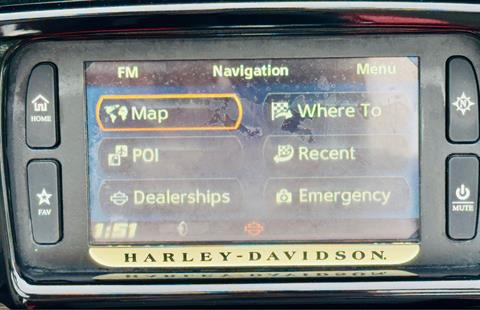 FM Navigation Menu
Map Where To
HOME
POI Recent
FAV MUTE
Dealerships Emergency
1:51
HARLEY-DAVIDSON.